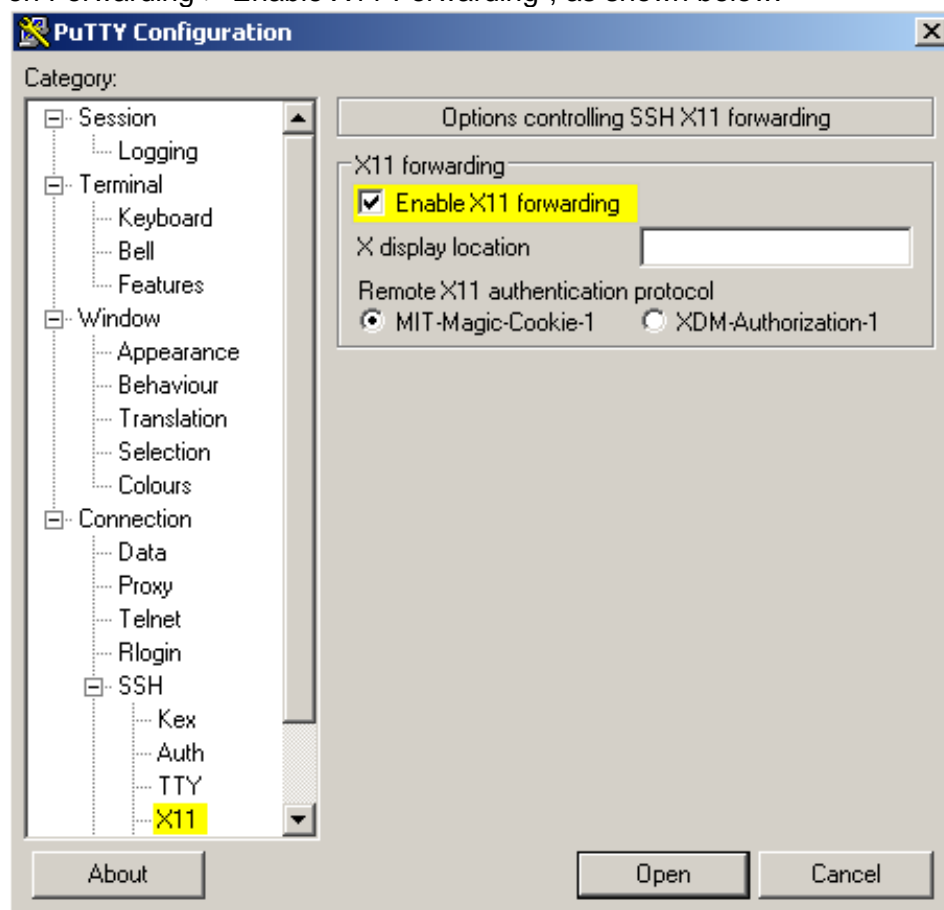 PuTTY Configuration
Category:
Session
Logging
Terminal
Keyboard
Bell
Features
Window
Appearance
Behaviour
Translation
Selection
Colours
Connection
Data
Proxy
Telnet
Rlogin
SSH
Kex
Auth
TTY
X11
Options controlling SSH X11 forwarding
X11 forwarding
Enable X11 forwarding
X display location
Remote X11 authentication protocol
MIT-Magic-Cookie-1 XDM-Authorization-1
About
Open Cancel